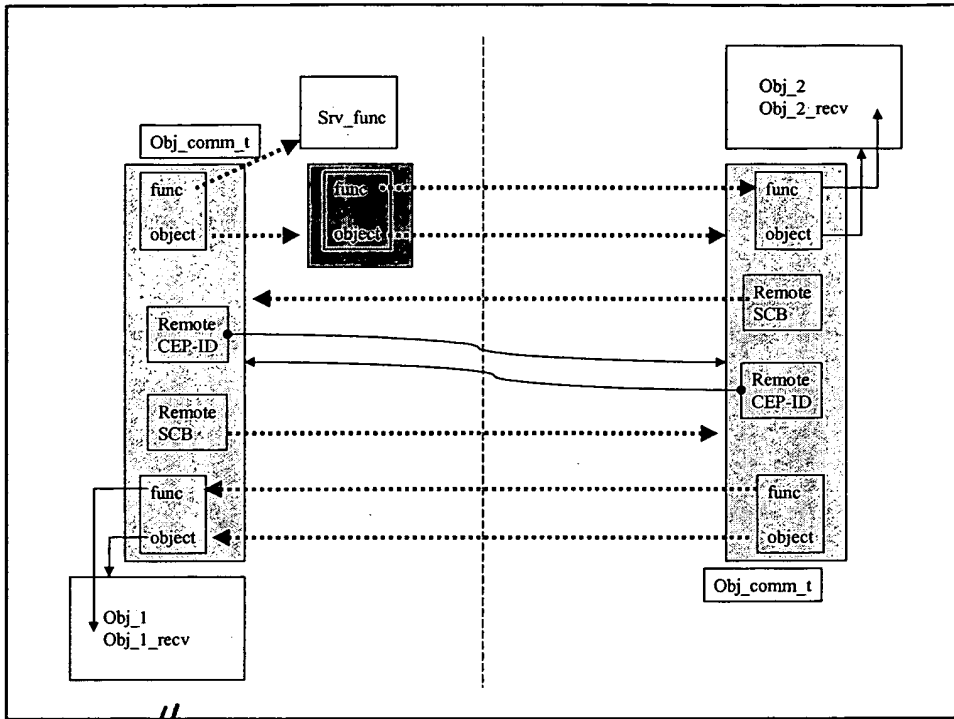 Obj_2
Obj_2_recv
Srv_func
Obj_comm_t
func
object
func
object
func
object
Remote
SCB
Remote
CEP-ID
Remote
CEP-ID
Remote
SCB
func
object
func
object
Obj_comm_t
Obj_1
Obj_1_recv